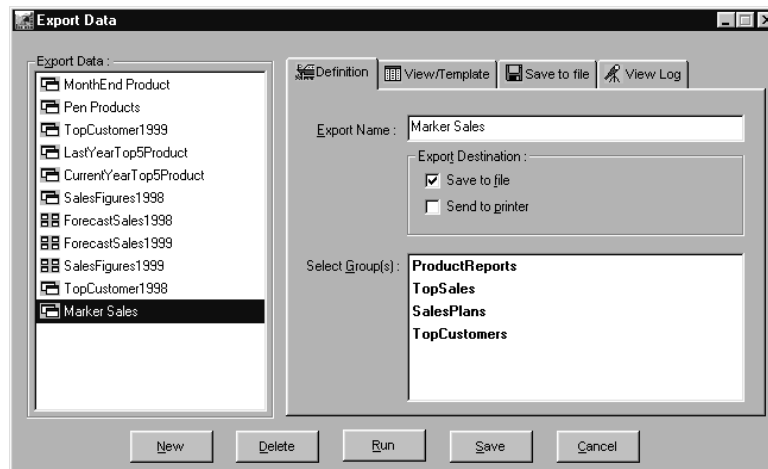 Export Data
Export Data :
MonthEnd Product
Pen Products
TopCustomer1999
LastYearTop5Product
CurrentYearTop5Product
SalesFigures1998
ForecastSales1998
ForecastSales1999
SalesFigures1999
TopCustomer1998
Marker Sales
Definition
View/Template
Save to file
View Log
Export Name :
Marker Sales
Export Destination :
Save to file
Send to printer
Select Group(s) :
ProductReports
TopSales
SalesPlans
TopCustomers
New
Delete
Run
Save
Cancel